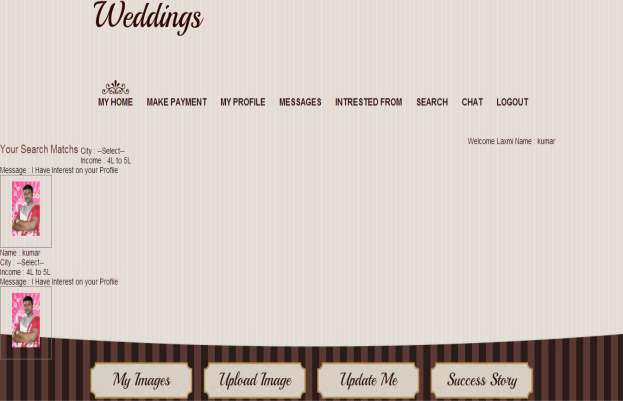 Weddings
MY HOME MAKE PAYMENT MY PROFILE MESSAGES INTRESTED FROM SEARCH CHAT LOGOUT
Welcome Laxmi Name : kumar
Your Search Matchs City : --Select--
Income : 4L to 5L
Message : I Have Interest on your Profile
Name : kumar
City : --Select--
Income : 4L to 5L
Message : I Have Interest on your Profile
My Images Upload Image Update Me Success Story